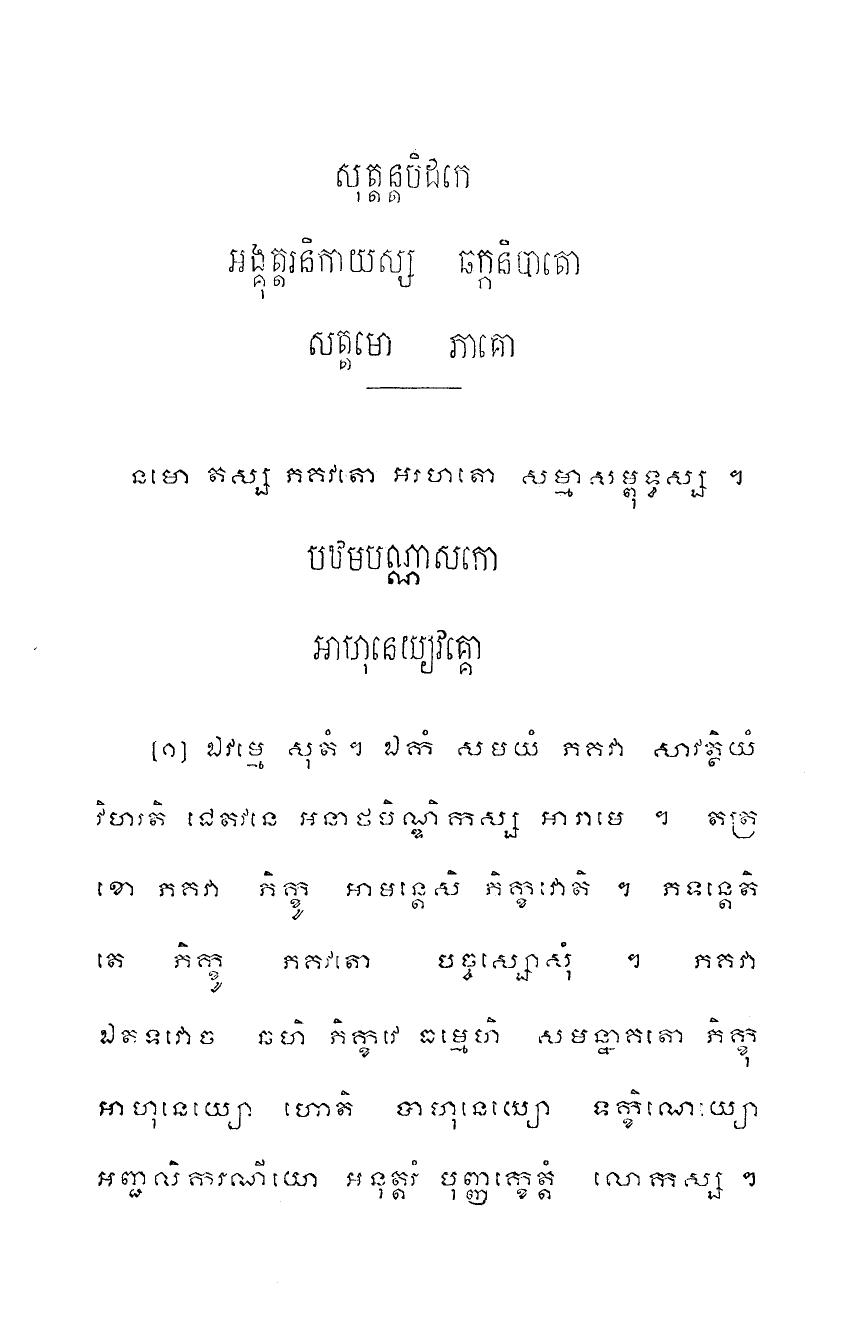 សុត្តន្តបិដកេ
អង្គុត្តរនិកាយស្ស ឆក្កនិបាតោ
សត្តមោ ភាគោ
នមោ តស្ស ភគវតោ អរហតោ សម្មាសម្ពុទ្ធស្ស ។
បឋមបណ្ណាសកោ
អាហុនេយ្យវគ្គោ
[១] ឯវម្មេ សុតំ។ ឯកំ សមយំ ភគវា សាវត្ថិយំ
វិហរតិ ជេតវនេ អនាថបិណ្ឌិកស្ស អារាមេ ។ តត្រ
ខោ ភគវា ភិក្ខូ អាមន្តេសិ ភិក្ខវោតិ ។ ភទន្តេតិ
តេ ភិក្ខូ ភគវតោ បច្ចស្សោសុំ ។ ភគវា
ឯតទវោច ឆហិ ភិក្ខវេ ធម្មេហិ សមន្នាគតោ ភិក្ខុ
អាហុនេយ្យោ ហោតិ បាហុនេយ្យោ ទក្ខិណេយ្យោ
អញ្ជលិករណីយោ អនុត្តរំ បុញ្ញក្ខេត្តំ លោកស្ស ។